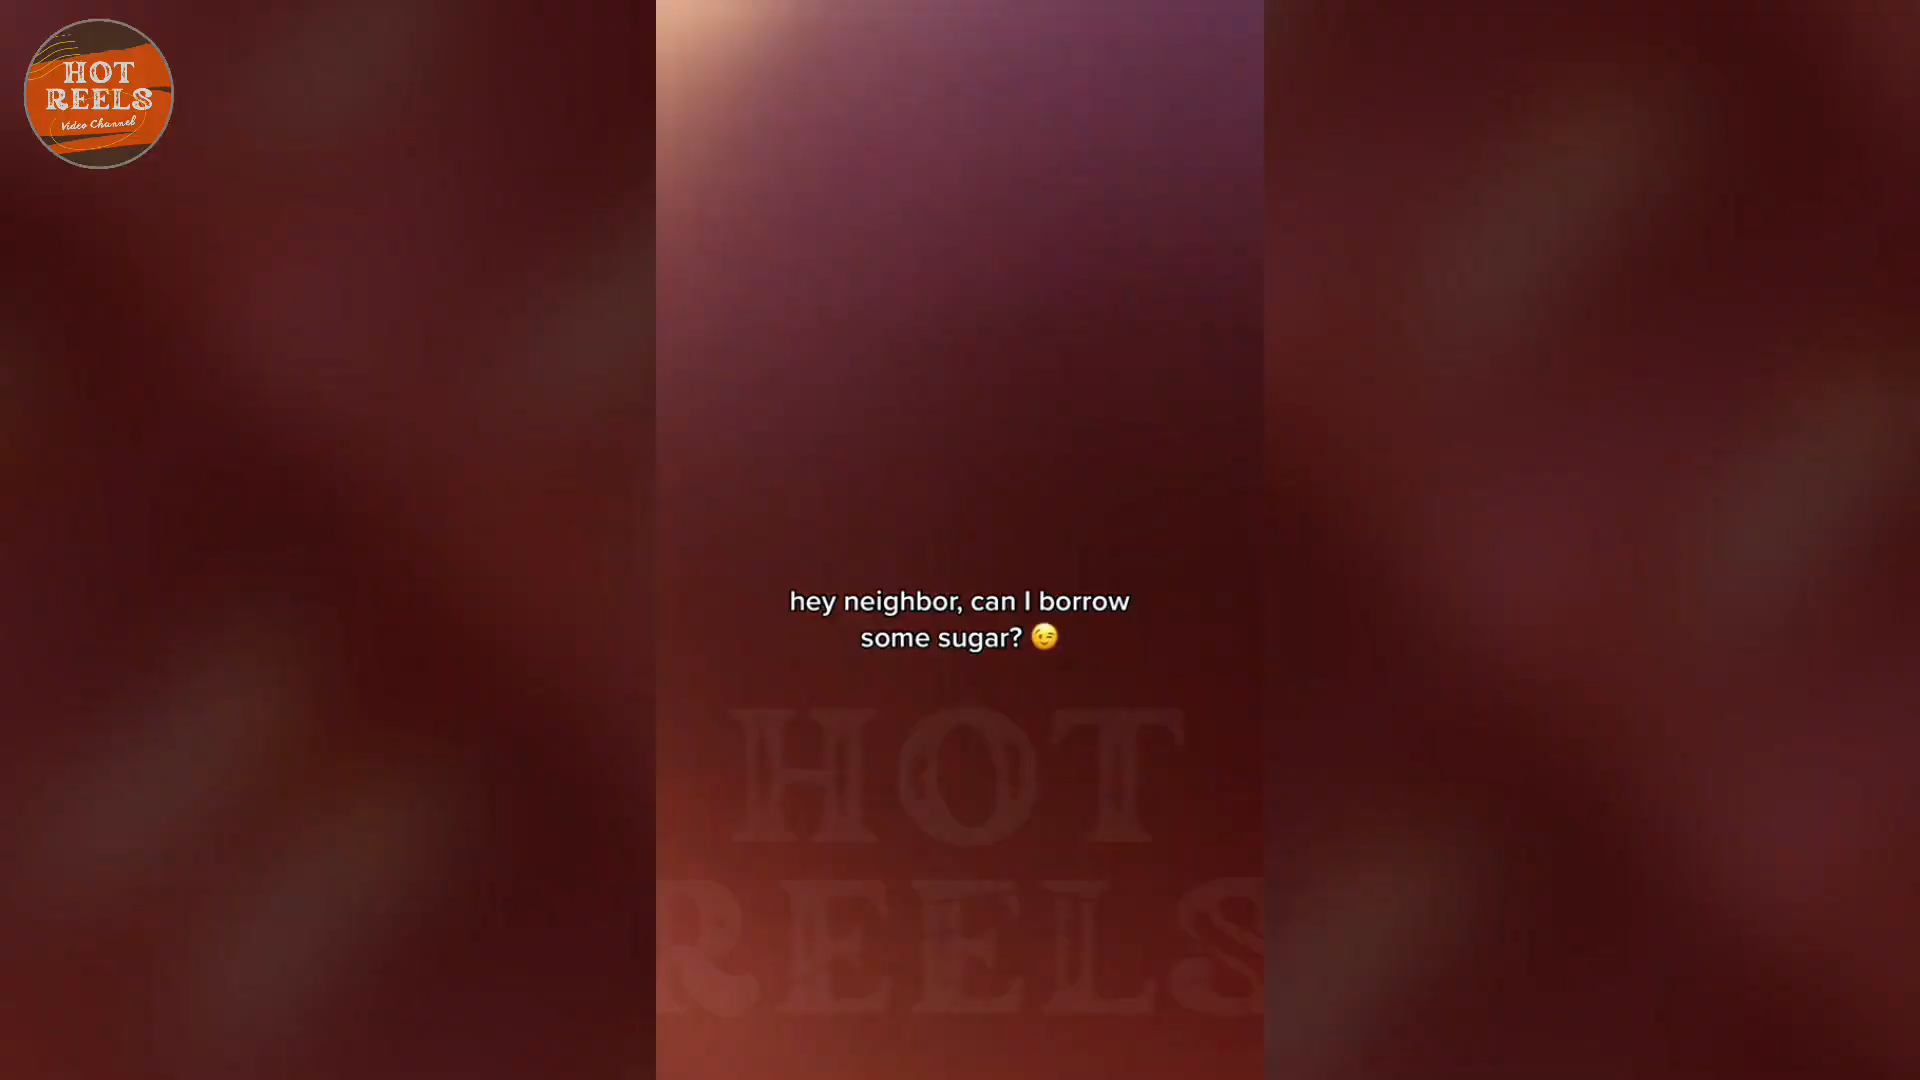 HOT
REELS
Video Channel
hey neighbor, can I borrow
some sugar? 😉
HOT
REELS